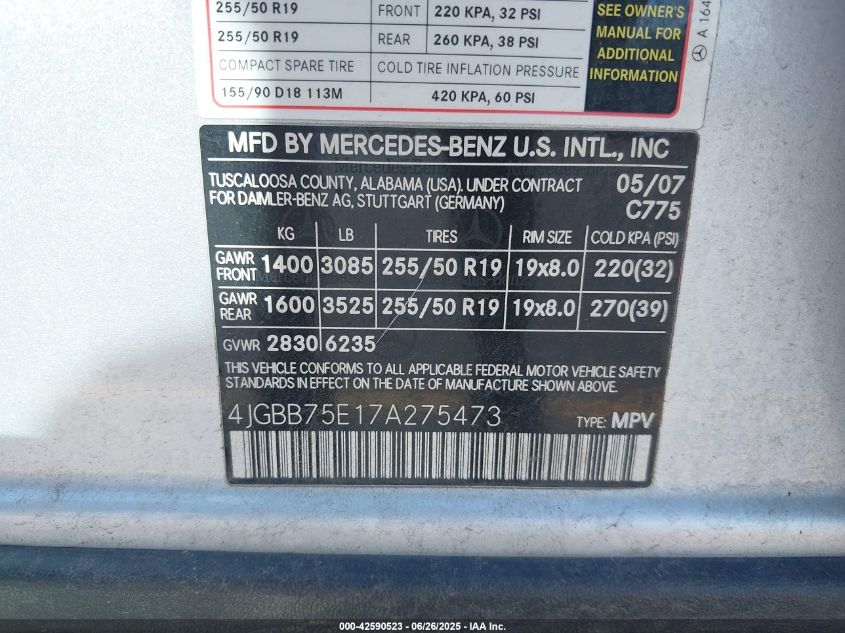 255/50 R19 FRONT 220 KPA, 32 PSI
255/50 R19 REAR 260 KPA, 38 PSI
COMPACT SPARE TIRE COLD TIRE INFLATION PRESSURE
155/90 D18 113M 420 KPA, 60 PSI
SEE OWNER'S
MANUAL FOR
ADDITIONAL
INFORMATION
A 164
MFD BY MERCEDES-BENZ U.S. INTL., INC
TUSCALOOSA COUNTY, ALABAMA (USA). UNDER CONTRACT 05/07
FOR DAIMLER-BENZ AG, STUTTGART (GERMANY) C775
KG LB TIRES RIM SIZE COLD KPA (PSI)
GAWR FRONT 1400 3085 255/50 R19 19x8.0 220(32)
GAWR REAR 1600 3525 255/50 R19 19x8.0 270(39)
GVWR 2830 6235
THIS VEHICLE CONFORMS TO ALL APPLICABLE FEDERAL MOTOR VEHICLE SAFETY
STANDARDS IN EFFECT ON THE DATE OF MANUFACTURE SHOWN ABOVE.
4JGBB75E17A275473 TYPE: MPV
000-42590523 - 06/26/2025 - IAA Inc.